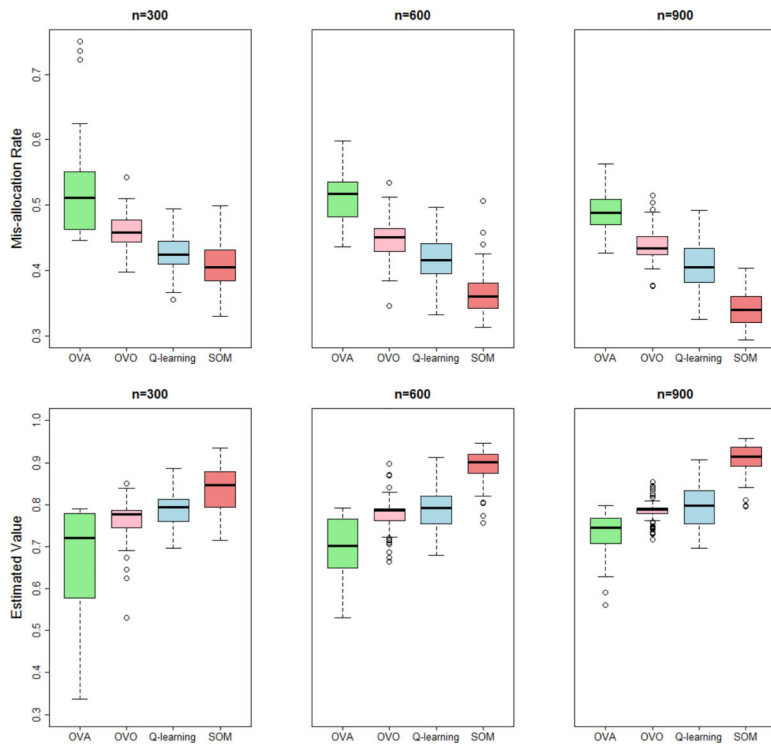 n=300 n=600 n=900
Mis-allocation Rate
0.7
0.6
0.5
0.4
0.3
OVA OVO Q-learning SOM OVA OVO Q-learning SOM OVA OVO Q-learning SOM
n=300 n=600 n=900
Estimated Value
1.0
0.9
0.8
0.7
0.6
0.5
0.4
0.3
OVA OVO Q-learning SOM OVA OVO Q-learning SOM OVA OVO Q-learning SOM